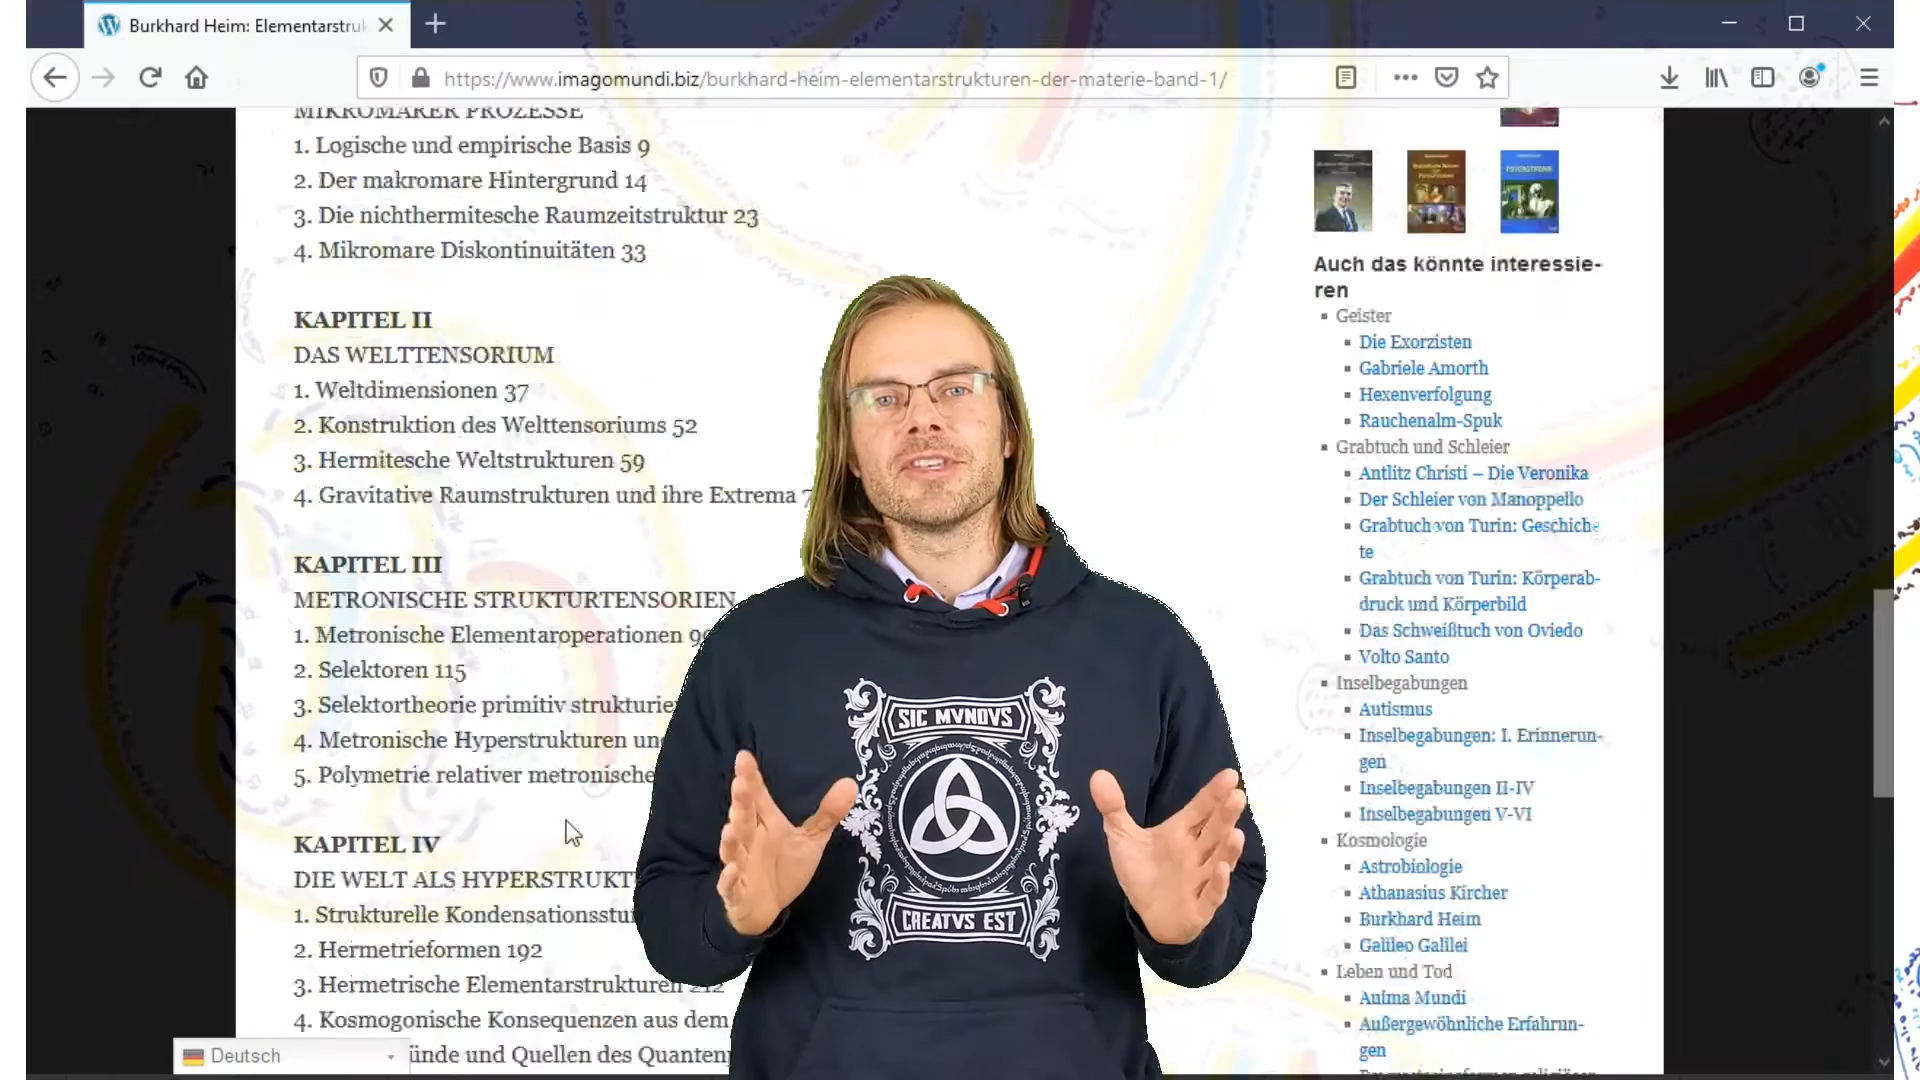 Burkhard Heim: Elementarstruk
https://www.imagomundi.biz/burkhard-heim-elementarstrukturen-der-materie-band-1/
MIKROMARER PROZESSE
1. Logische und empirische Basis 9
2. Der makromare Hintergrund 14
3. Die nichthermitesche Raumzeitstruktur 23
4. Mikromare Diskontinuitäten 33
KAPITEL II
DAS WELTTENSORIUM
1. Weltdimensionen 37
2. Konstruktion des Welttensoriums 52
3. Hermitesche Weltstrukturen 59
4. Gravitative Raumstrukturen und ihre Extrema 7
KAPITEL III
METRONISCHE STRUKTURTENSORIEN
1. Metronische Elementaroperationen 9
2. Selektoren 115
3. Selektortheorie primitiv strukturie
4. Metronische Hyperstrukturen un
5. Polymetrie relativer metronische
KAPITEL IV
DIE WELT ALS HYPERSTRUKT
1. Strukturelle Kondensationsstu
2. Hermetrieformen 192
3. Hermetrische Elementarstrukturen 212
4. Kosmogonische Konsequenzen aus dem
ünde und Quellen des Quantenp
Deutsch
SIC MVNDVS
CREATVS EST
PSYCHOTRONIK
Auch das könnte interessie-
ren
Geister
Die Exorzisten
Gabriele Amorth
Hexenverfolgung
Rauchenalm-Spuk
Grabtuch und Schleier
Antlitz Christi – Die Veronika
Der Schleier von Manoppello
Grabtuch von Turin: Geschich-
te
Grabtuch von Turin: Körperab-
druck und Körperbild
Das Schweißtuch von Oviedo
Volto Santo
Inselbegabungen
Autismus
Inselbegabungen: I. Erinnerun-
gen
Inselbegabungen II-IV
Inselbegabungen V-VI
Kosmologie
Astrobiologie
Athanasius Kircher
Burkhard Heim
Galileo Galilei
Leben und Tod
Anima Mundi
Außergewöhnliche Erfahrun-
gen